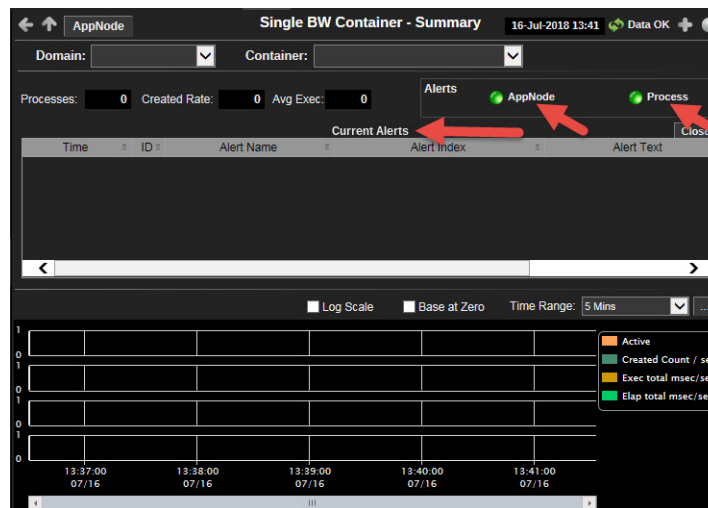 AppNode Single BW Container - Summary 16-Jul-2018 13:41 Data OK
Domain: Container:
Alerts
Processes: 0 Created Rate: 0 Avg Exec: 0 AppNode Process
Current Alerts Close
Time ID Alert Name Alert Index Alert Text
Log Scale Base at Zero Time Range: 5 Mins ...
1
0
1
0
1
0
1
0
Active
Created Count / se
Exec total msec/se
Elap total msec/se
13:37:00 13:38:00 13:39:00 13:40:00 13:41:00
07/16 07/16 07/16 07/16 07/16